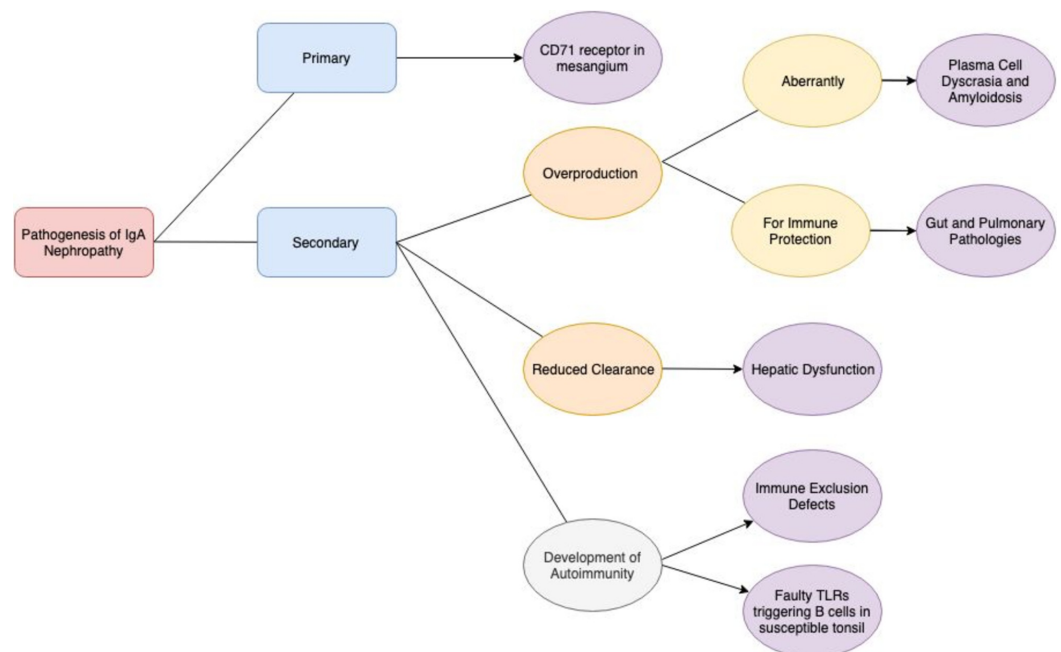 Primary
CD71 receptor in
mesangium
Aberrantly
Plasma Cell
Dyscrasia and
Amyloidosis
Overproduction
For Immune
Protection
Gut and Pulmonary
Pathologies
Pathogenesis of IgA
Nephropathy
Secondary
Reduced Clearance
Hepatic Dysfunction
Immune Exclusion
Defects
Development of
Autoimmunity
Faulty TLRs
triggering B cells in
susceptible tonsil